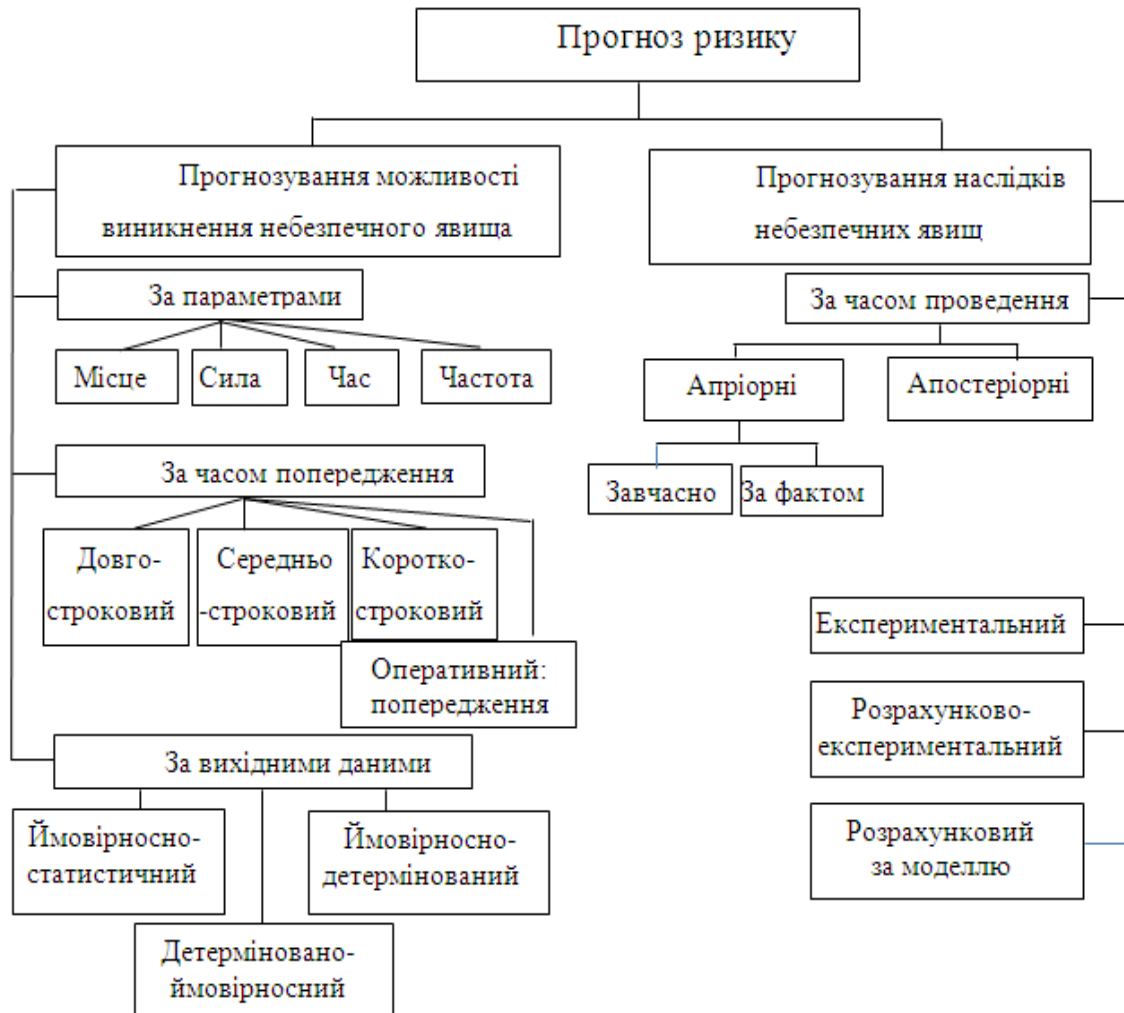 Прогноз ризику
Прогнозування можливості
виникнення небезпечного явища
За параметрами
Місце
Сила
Час
Частота
За часом попередження
Довго-
строковий
Середньо
-строковий
Коротко-
строковий
Оперативний:
попередження
За вихідними даними
Ймовірносно-
статистичний
Ймовірносно-
детермінований
Детерміновано-
ймовірносний
Прогнозування наслідків
небезпечних явищ
За часом проведення
Апріорні
Апостеріорні
Завчасно
За фактом
Експериментальний
Розрахунково-
експериментальний
Розрахунковий
за моделлю